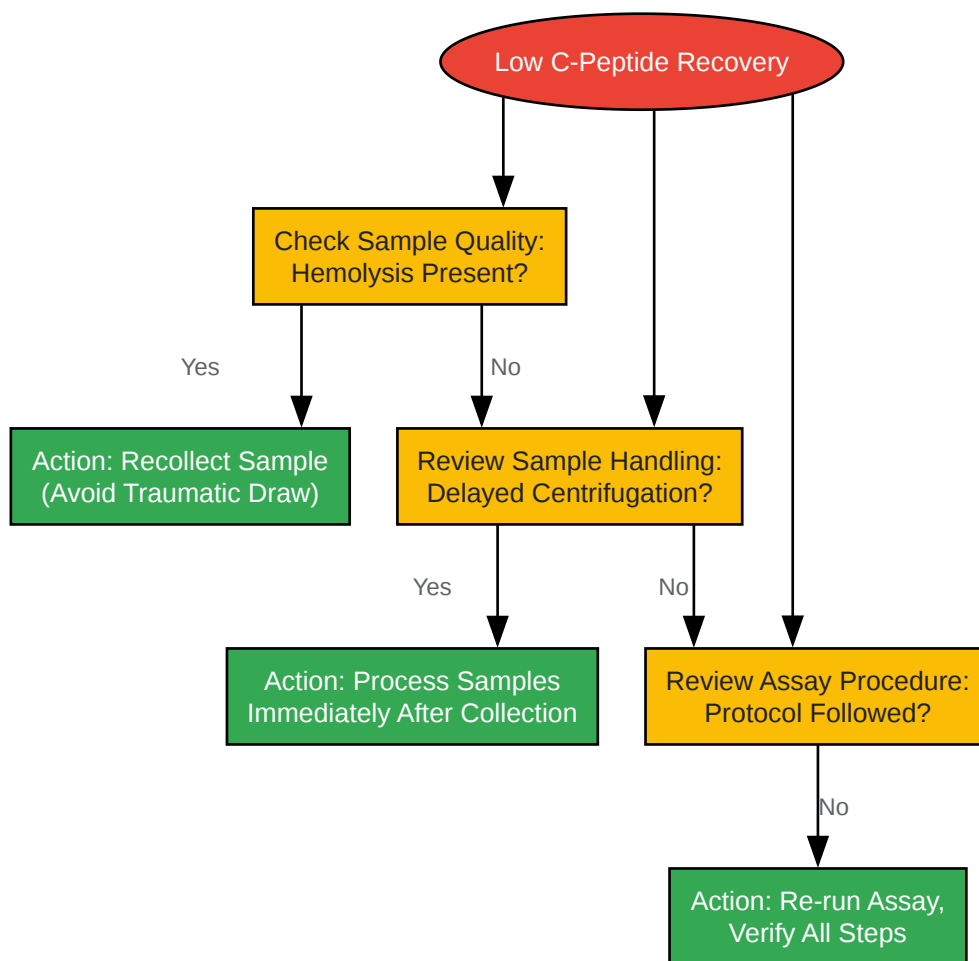 Low C-Peptide Recovery
Check Sample Quality:
Hemolysis Present?
Yes
No
Action: Recollect Sample
(Avoid Traumatic Draw)
Review Sample Handling:
Delayed Centrifugation?
Yes
No
Action: Process Samples
Immediately After Collection
Review Assay Procedure:
Protocol Followed?
No
Action: Re-run Assay,
Verify All Steps